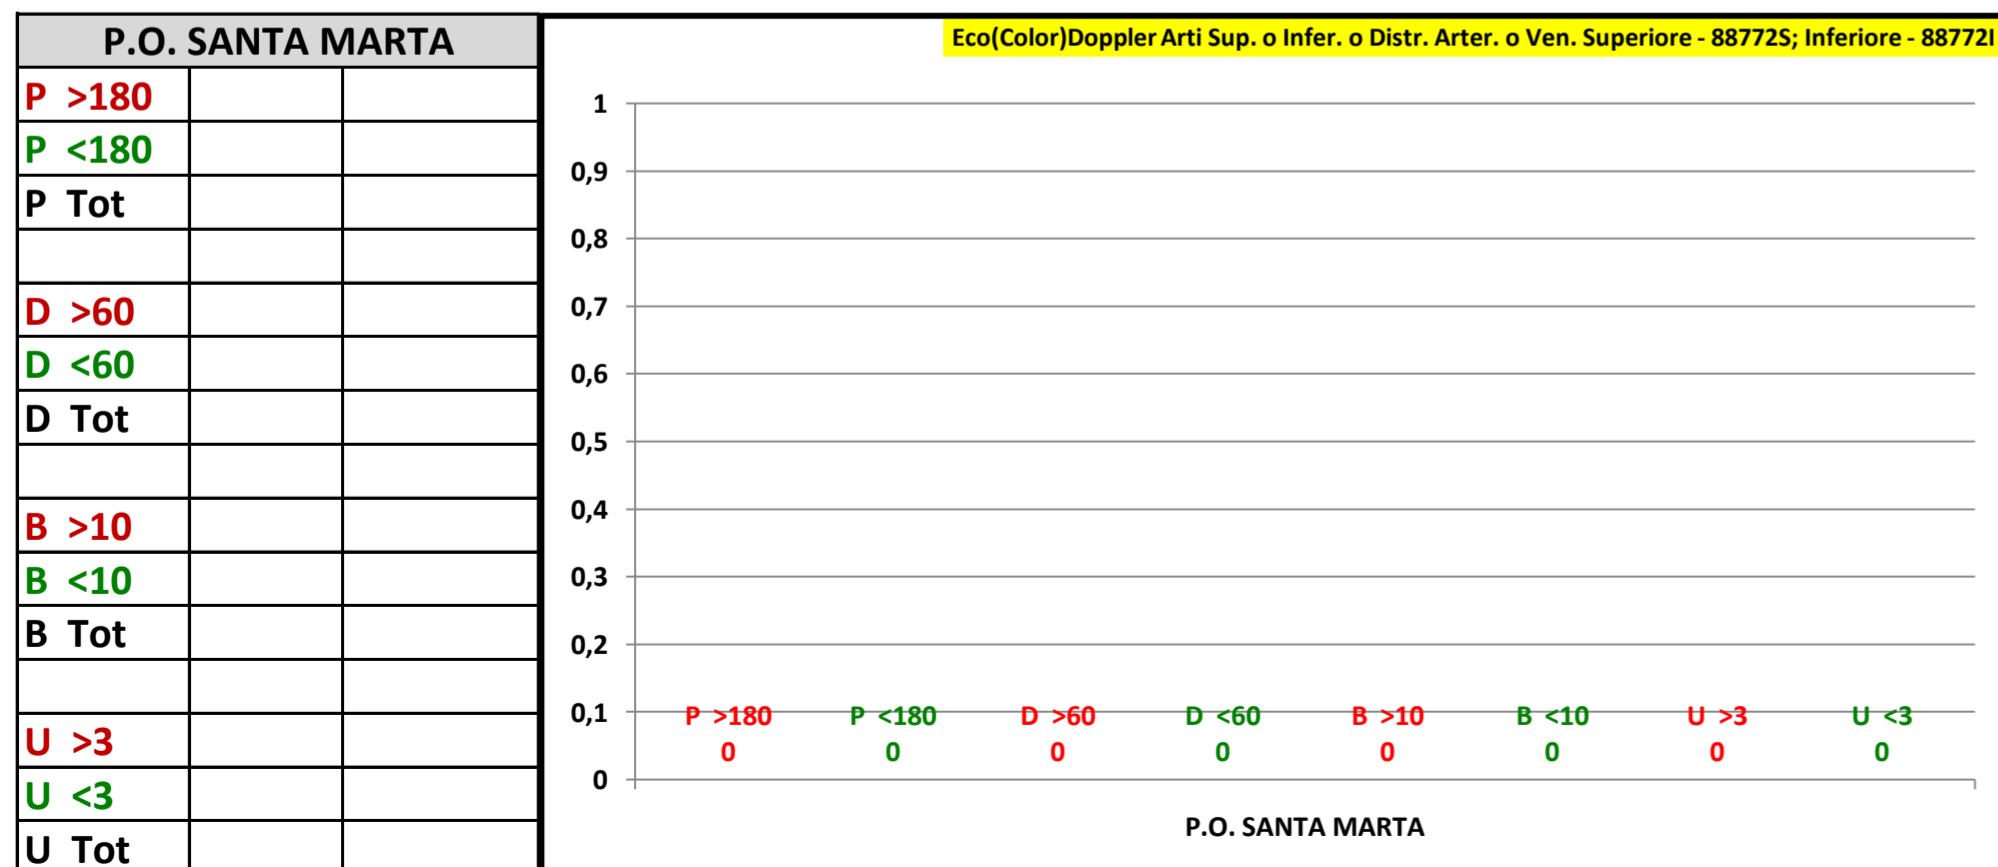 P.O. SANTA MARTA
P >180
P <180
P Tot
D >60
D <60
D Tot
B >10
B <10
B Tot
U >3
U <3
U Tot
Eco(Color)Doppler Arti Sup. o Infer. o Distr. Arter. o Ven. Superiore - 88772S; Inferiore - 88772I
1
0,9
0,8
0,7
0,6
0,5
0,4
0,3
0,2
0,1
0
P >180 P <180 D >60 D <60 B >10 B <10 U >3 U <3
0 0 0 0 0 0 0 0
P.O. SANTA MARTA